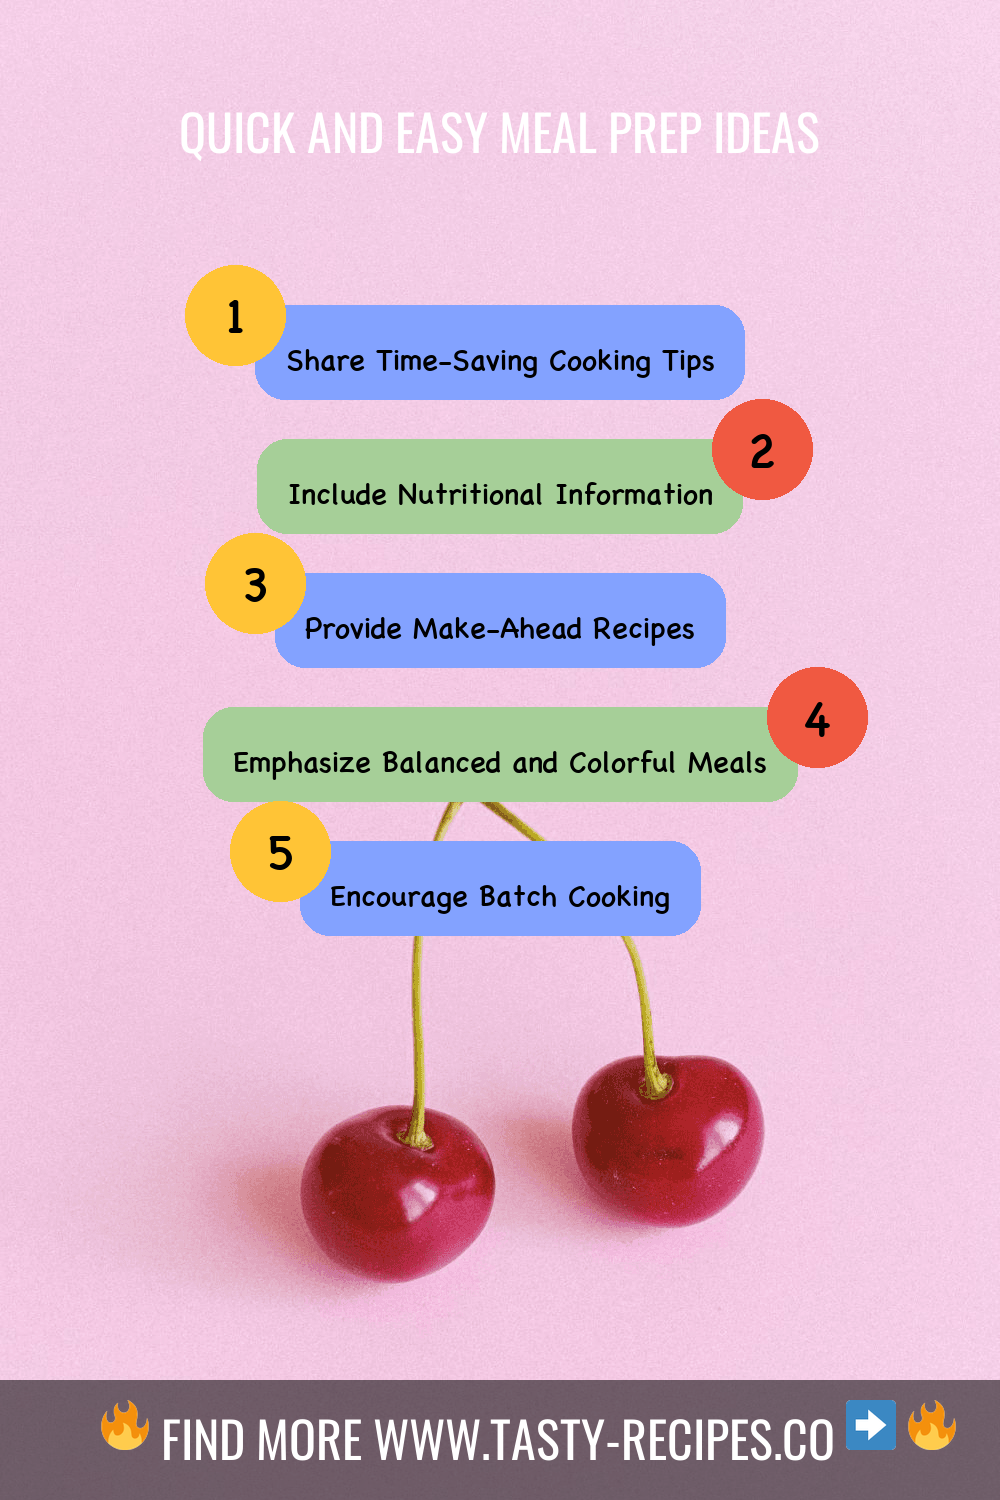 QUICK AND EASY MEAL PREP IDEAS
1
Share Time-Saving Cooking Tips
2
Include Nutritional Information
3
Provide Make-Ahead Recipes
4
Emphasize Balanced and Colorful Meals
5
Encourage Batch Cooking
🔥 FIND MORE WWW.TASTY-RECIPES.CO ➡️ 🔥